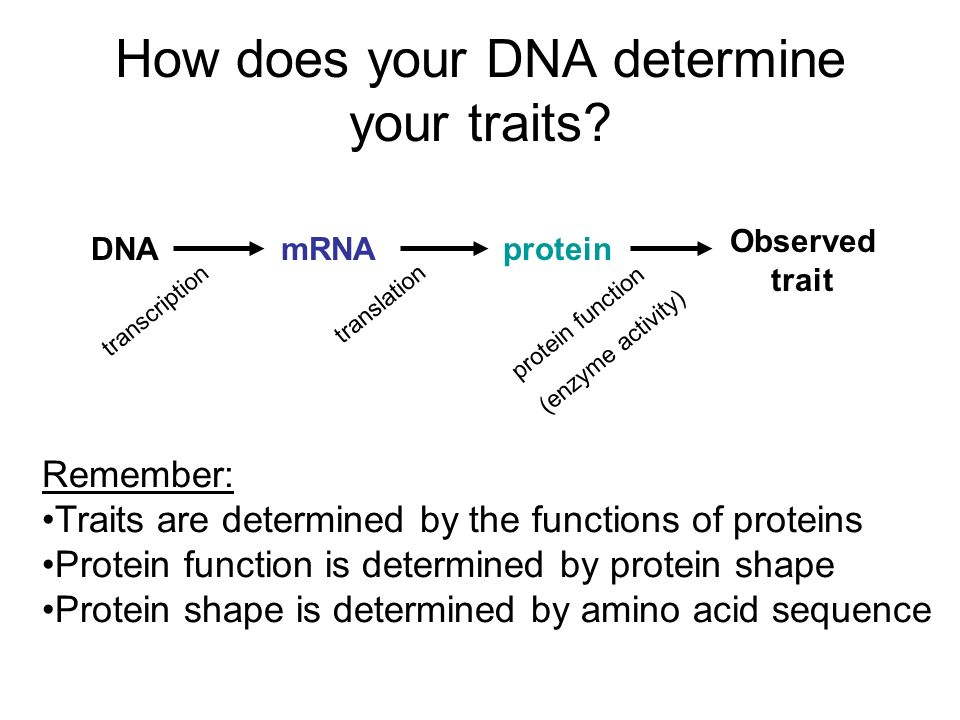 How does your DNA determine
your traits?
DNA
mRNA
protein
Observed
trait
transcription
translation
protein function
(enzyme activity)
Remember:
•Traits are determined by the functions of proteins
•Protein function is determined by protein shape
•Protein shape is determined by amino acid sequence